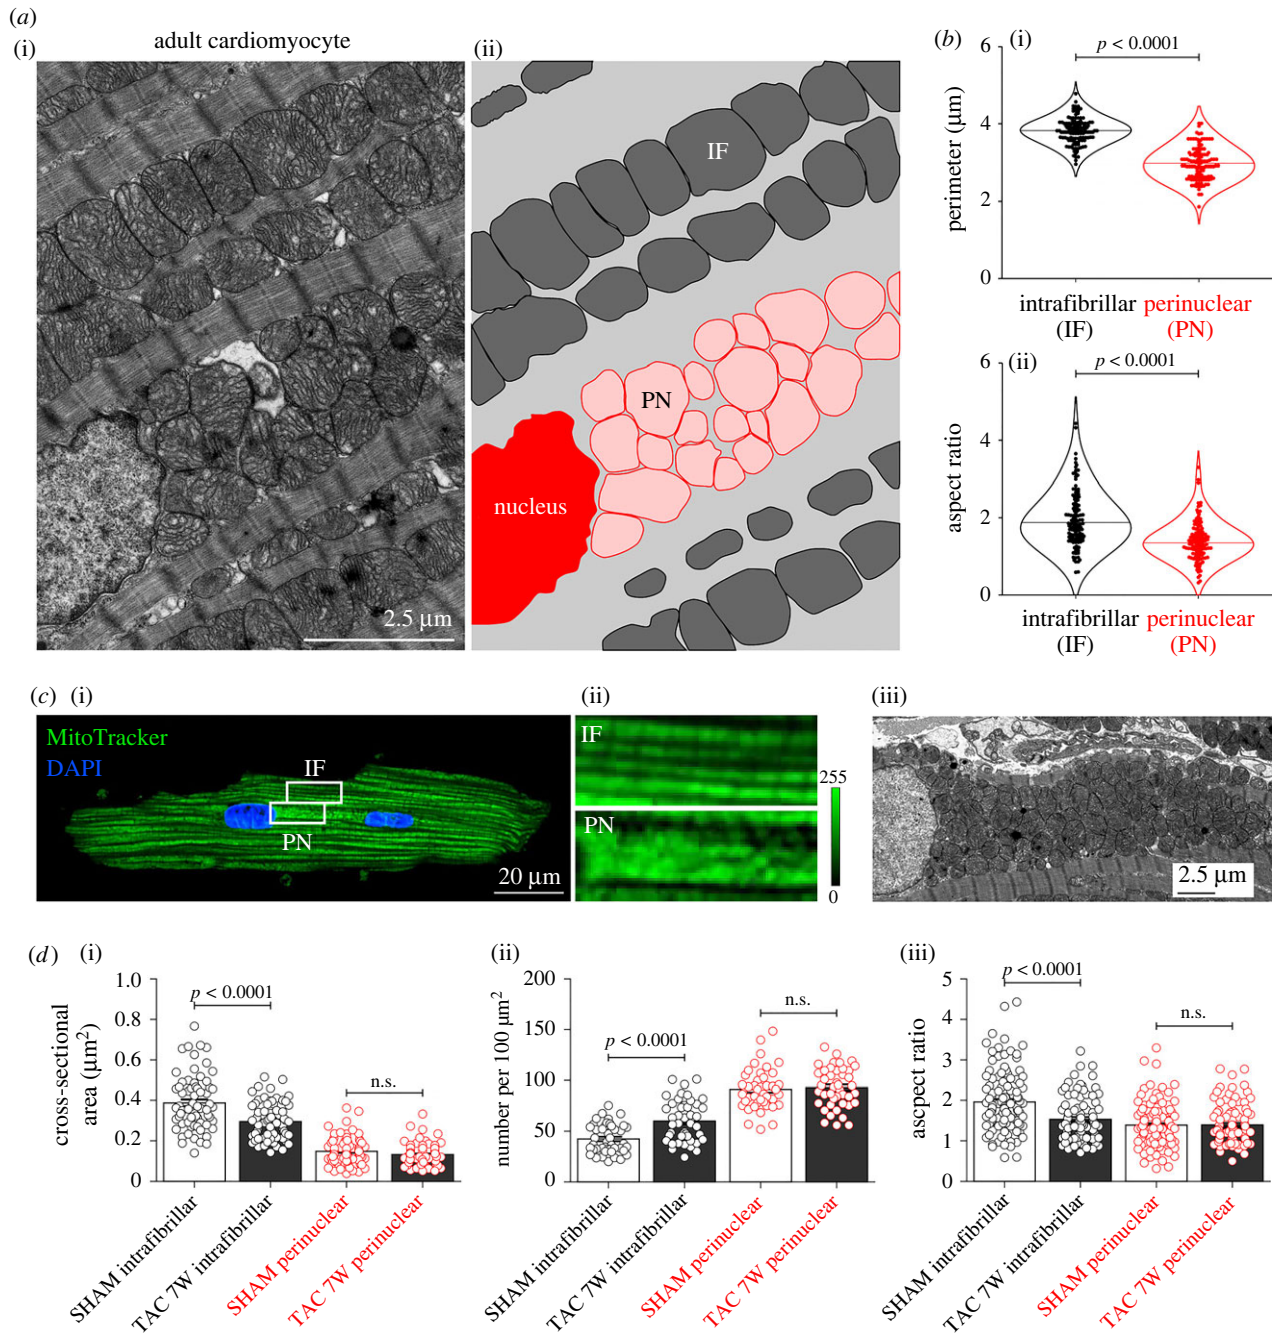 (a)
adult cardiomyocyte
(i)
(ii)
IF
PN
nucleus
2.5 μm
(b) (i)
p < 0.0001
perimeter (μm)
6
4
2
0
intrafibrillar perinuclear
(IF) (PN)
(ii)
p < 0.0001
aspect ratio
6
4
2
0
intrafibrillar perinuclear
(IF) (PN)
(c) (i)
MitoTracker
DAPI
IF
PN
20 μm
(ii)
IF
PN
255
0
(iii)
2.5 μm
(d) (i)
cross-sectional
area (μm²)
1.0
0.8
0.6
0.4
0.2
0
p < 0.0001
n.s.
SHAM intrafibrillar
TAC 7W intrafibrillar
SHAM perinuclear
TAC 7W perinuclear
(ii)
number per 100 μm²
200
150
100
50
0
p < 0.0001
n.s.
SHAM intrafibrillar
TAC 7W intrafibrillar
SHAM perinuclear
TAC 7W perinuclear
(iii)
ascpect ratio
5
4
3
2
1
0
p < 0.0001
n.s.
SHAM intrafibrillar
TAC 7W intrafibrillar
SHAM perinuclear
TAC 7W perinuclear